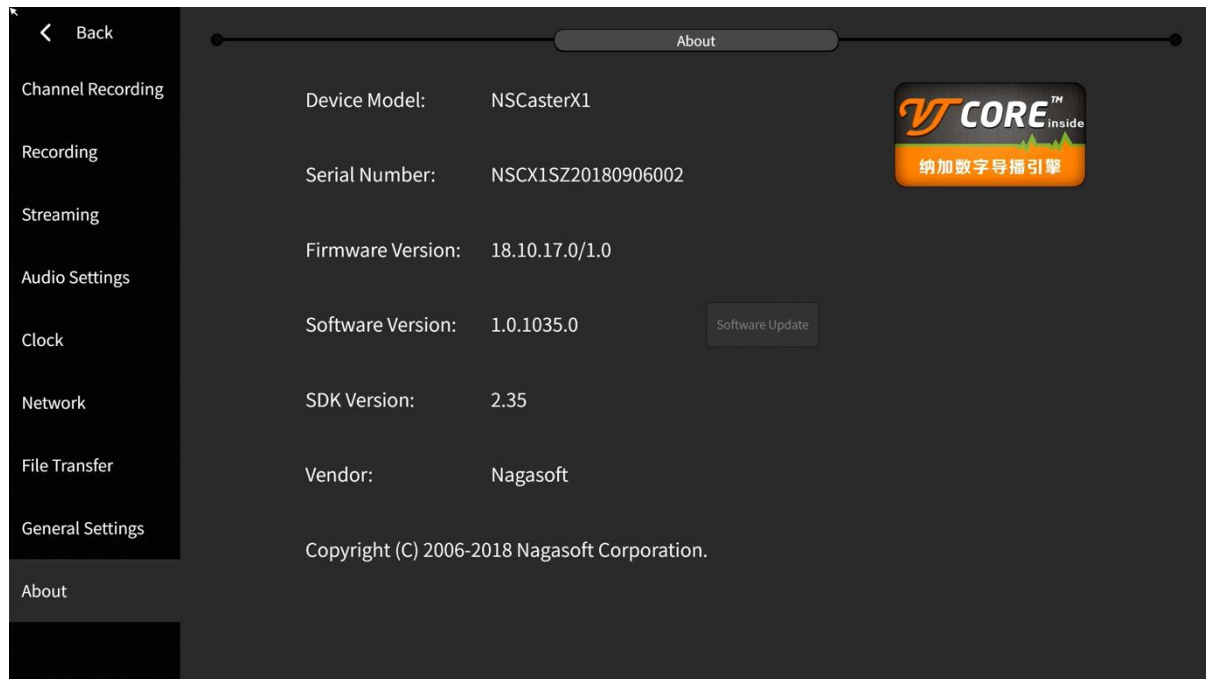 Back
Channel Recording
Recording
Streaming
Audio Settings
Clock
Network
File Transfer
General Settings
About
About
Device Model: NSCasterX1
Serial Number: NSCX1SZ20180906002
Firmware Version: 18.10.17.0/1.0
Software Version: 1.0.1035.0 Software Update
SDK Version: 2.35
Vendor: Nagasoft
Copyright (C) 2006-2018 Nagasoft Corporation.
VJ CORE™ inside
纳加数字导播引擎